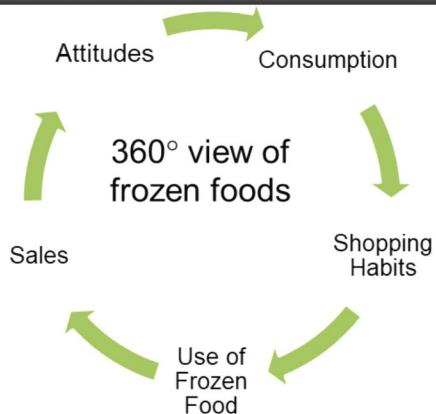 Attitudes
Consumption
360° view of
frozen foods
Shopping
Habits
Sales
Use of
Frozen
Food